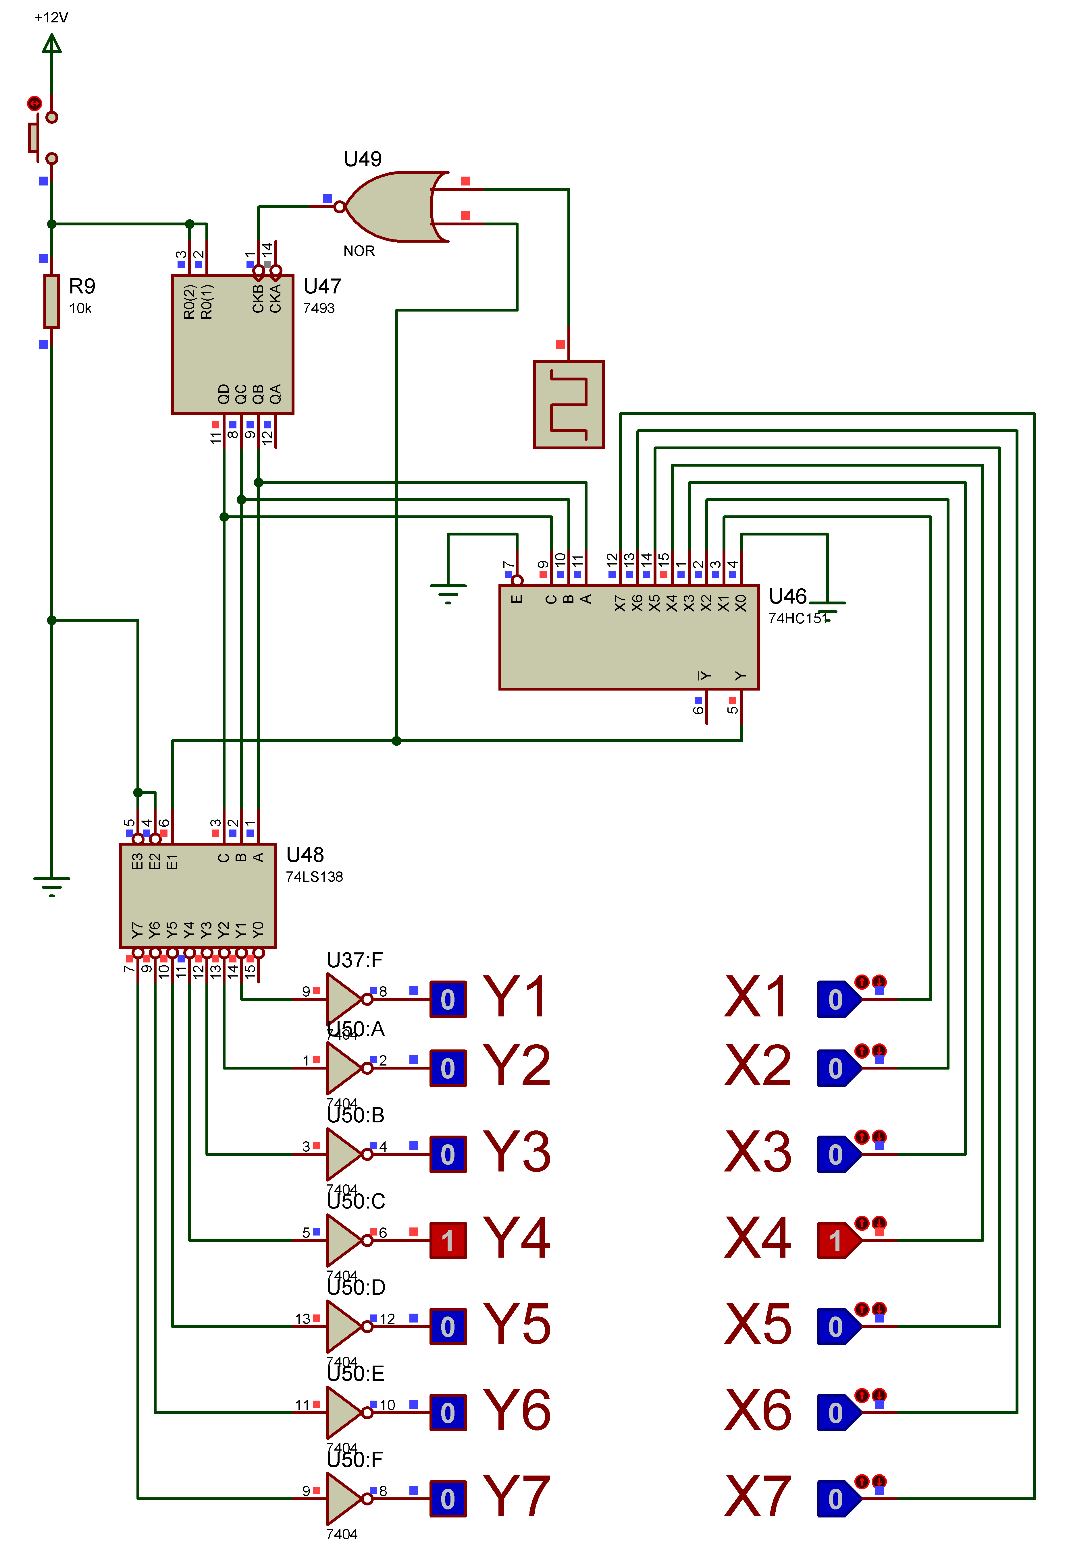 +12V
U49
NOR
3
2
1
14
R0(2)
R0(1)
CKB
CKA
U47
7493
R9
10k
QD
QC
QB
QA
11
8
9
12
7
9
10
11
12
13
14
15
1
2
3
4
E
C
B
A
X7
X6
X5
X4
X3
X2
X1
X0
U46
74HC151
Y
Y
6
5
5
4
6
3
2
1
E3
E2
E1
C
B
A
U48
74LS138
Y7
Y6
Y5
Y4
Y3
Y2
Y1
Y0
7
9
10
11
12
13
14
15
U37:F
9
8
0
Y1
X1
0
7404
U50:A
1
2
0
Y2
X2
0
7404
U50:B
3
4
0
Y3
X3
0
7404
U50:C
5
6
1
Y4
X4
1
7404
U50:D
13
12
0
Y5
X5
0
7404
U50:E
11
10
0
Y6
X6
0
7404
U50:F
9
8
0
Y7
X7
0
7404